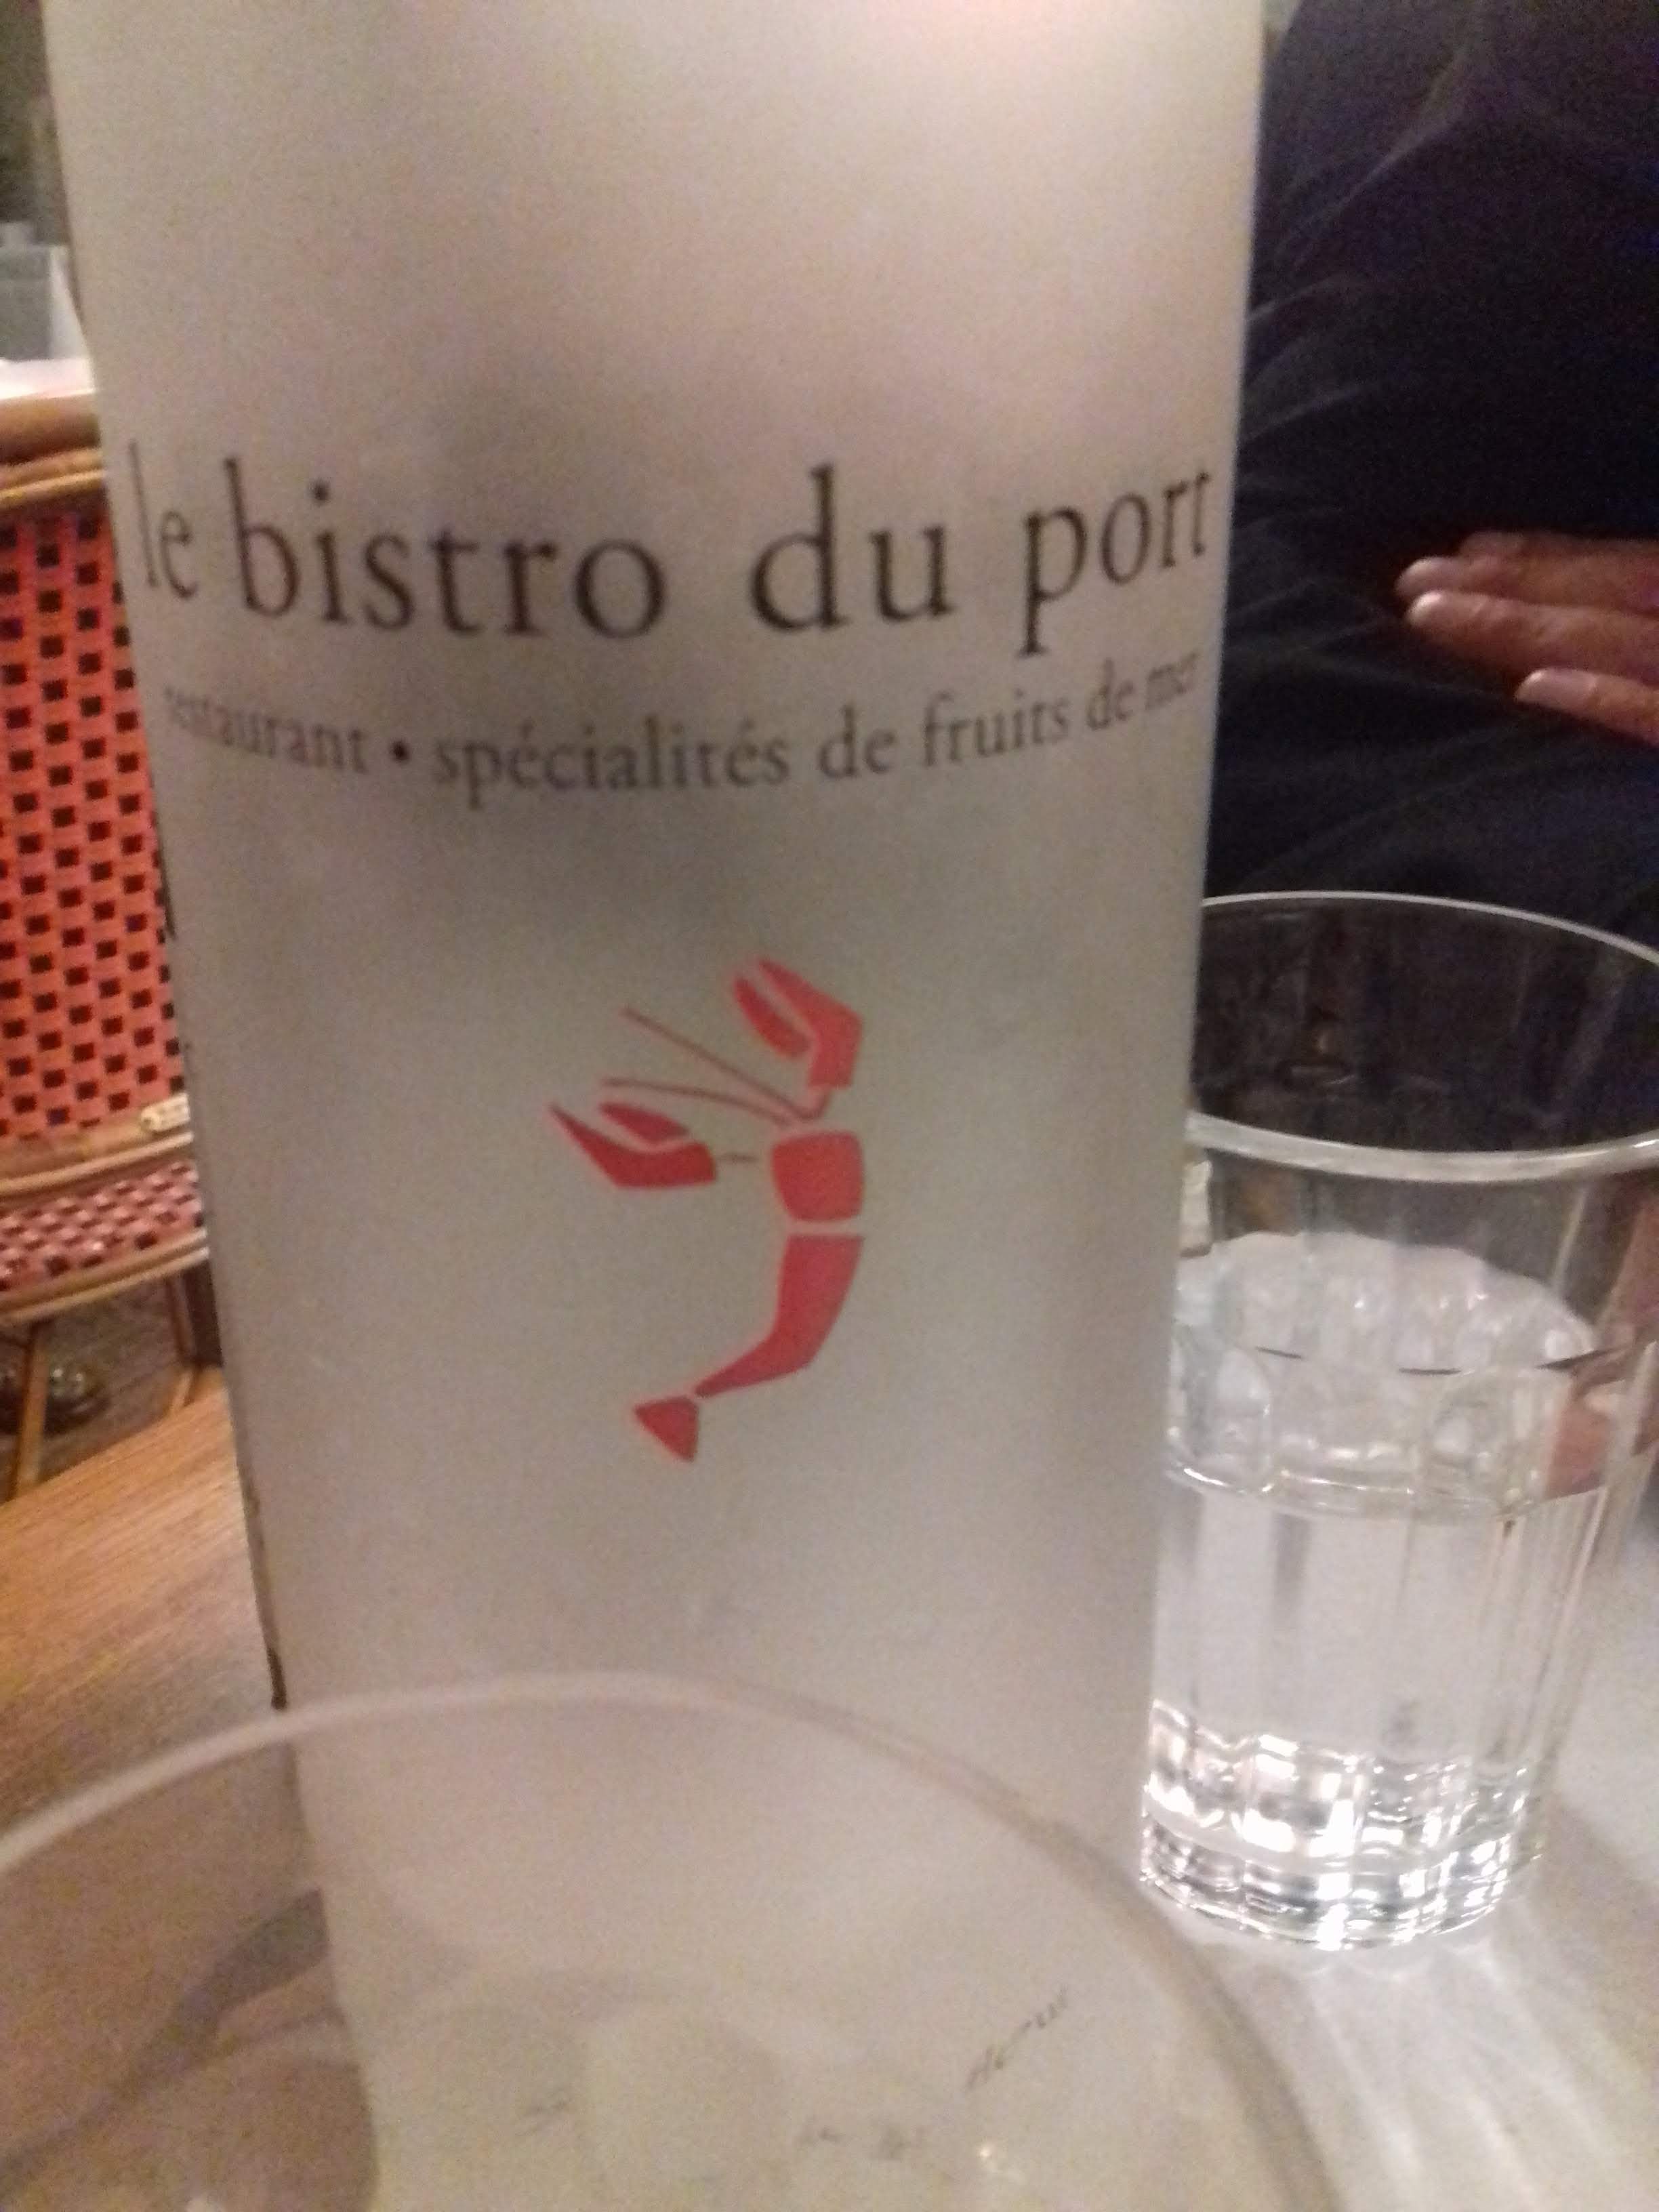 le bistro du port
restaurant • spécialités de fruits de mer